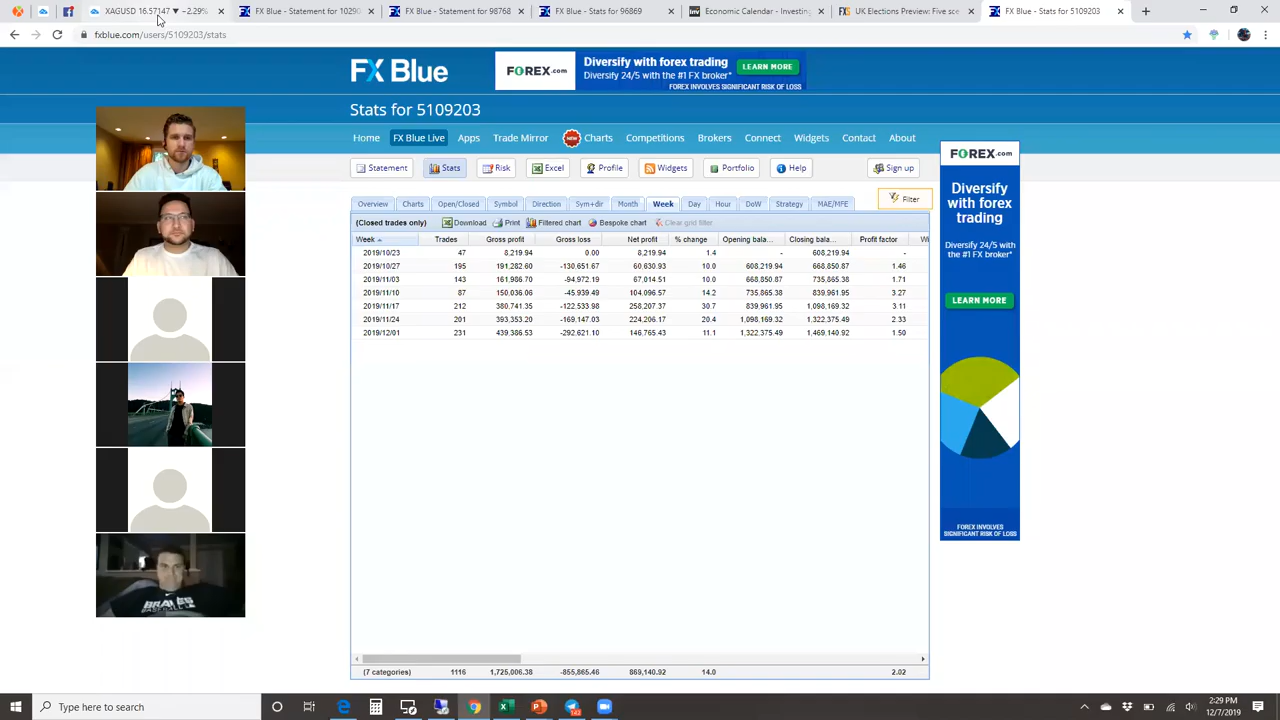 XAGUSD 16.57147 ▼ −2.29%
FX Blue - Statement for 10290
FX Blue - Statement for 98768
FX Blue - Stats for 96869
Economic Calendar - Investing
UK Elections Preview: Five sce
FX Blue - Stats for 5109203
fxblue.com/users/5109203/stats
FX Blue
FOREX.com
Diversify with forex trading
Diversify 24/5 with the #1 FX broker*
LEARN MORE
FOREX INVOLVES SIGNIFICANT RISK OF LOSS
Stats for 5109203
Home FX Blue Live Apps Trade Mirror NEW Charts Competitions Brokers Connect Widgets Contact About
Statement Stats Risk Excel Profile Widgets Portfolio Help Sign up
Overview Charts Open/Closed Symbol Direction Sym+dir Month Week Day Hour DoW Strategy MAE/MFE Filter
(Closed trades only) Download Print Filtered chart Bespoke chart Clear grid filter
Week Trades Gross profit Gross loss Net profit % change Opening bala... Closing bala... Profit factor Wi
2019/10/23 47 8,219.94 0.00 8,219.94 1.4 - 608,219.94 -
2019/10/27 195 191,282.60 -130,651.67 60,630.93 10.0 608,219.94 668,850.87 1.46
2019/11/03 143 161,986.70 -94,972.19 67,014.51 10.0 668,850.87 735,865.38 1.71
2019/11/10 87 150,036.06 -45,939.49 104,096.57 14.2 735,865.38 839,961.95 3.27
2019/11/17 212 380,741.35 -122,533.98 258,207.37 30.7 839,961.95 1,098,169.32 3.11
2019/11/24 201 393,353.20 -169,147.03 224,206.17 20.4 1,098,169.32 1,322,375.49 2.33
2019/12/01 231 439,386.53 -292,621.10 146,765.43 11.1 1,322,375.49 1,469,140.92 1.50
(7 categories) 1116 1,725,006.38 -855,865.46 869,140.92 14.0 2.02
FOREX.com
Diversify
with forex
trading
Diversify 24/5 with the
#1 FX broker*
LEARN MORE
FOREX INVOLVES
SIGNIFICANT RISK OF LOSS
BRAVES
BASEBALL
Type here to search
2:29 PM
12/7/2019